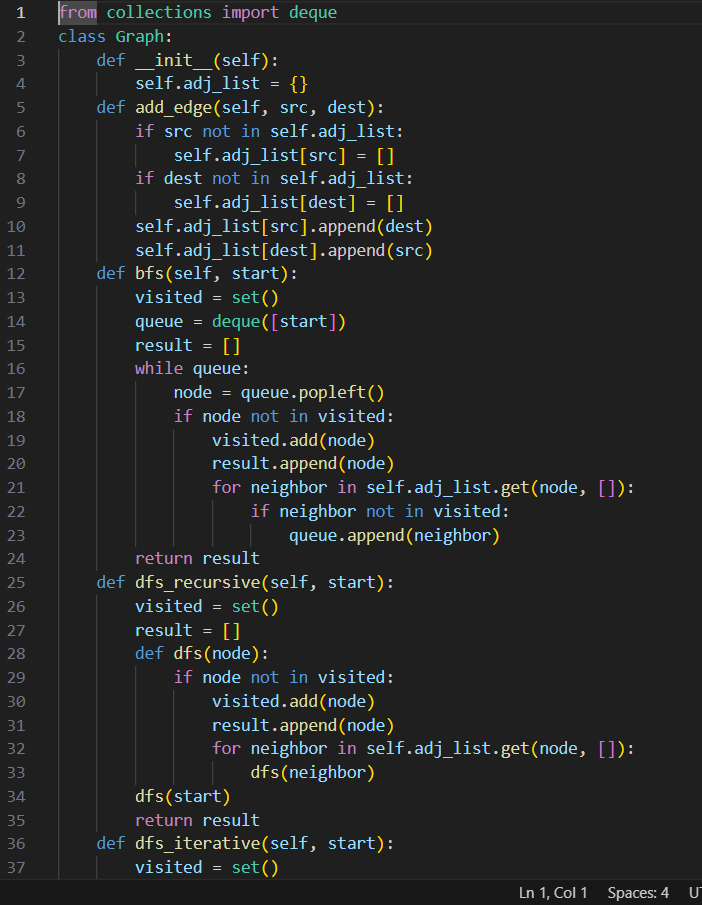 1 from collections import deque
2 class Graph:
3     def __init__(self):
4         self.adj_list = {}
5     def add_edge(self, src, dest):
6         if src not in self.adj_list:
7             self.adj_list[src] = []
8         if dest not in self.adj_list:
9             self.adj_list[dest] = []
10         self.adj_list[src].append(dest)
11         self.adj_list[dest].append(src)
12     def bfs(self, start):
13         visited = set()
14         queue = deque([start])
15         result = []
16         while queue:
17             node = queue.popleft()
18             if node not in visited:
19                 visited.add(node)
20                 result.append(node)
21                 for neighbor in self.adj_list.get(node, []):
22                     if neighbor not in visited:
23                         queue.append(neighbor)
24         return result
25     def dfs_recursive(self, start):
26         visited = set()
27         result = []
28         def dfs(node):
29             if node not in visited:
30                 visited.add(node)
31                 result.append(node)
32                 for neighbor in self.adj_list.get(node, []):
33                     dfs(neighbor)
34         dfs(start)
35         return result
36     def dfs_iterative(self, start):
37         visited = set()
Ln 1, Col 1 Spaces: 4